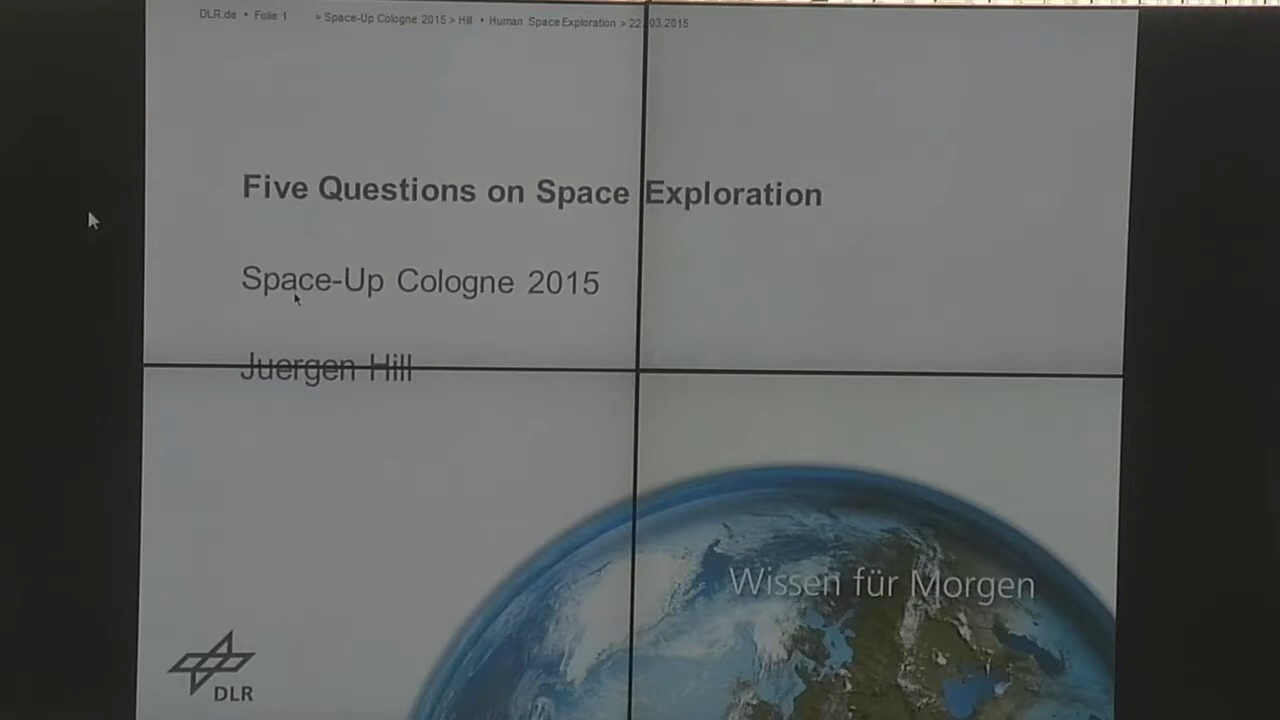 DLR.de • Folie 1 > Space-Up Cologne 2015 > Hill • Human Space Exploration > 22.03.2015
Five Questions on Space Exploration
Space-Up Cologne 2015
Juergen Hill
Wissen für Morgen
DLR